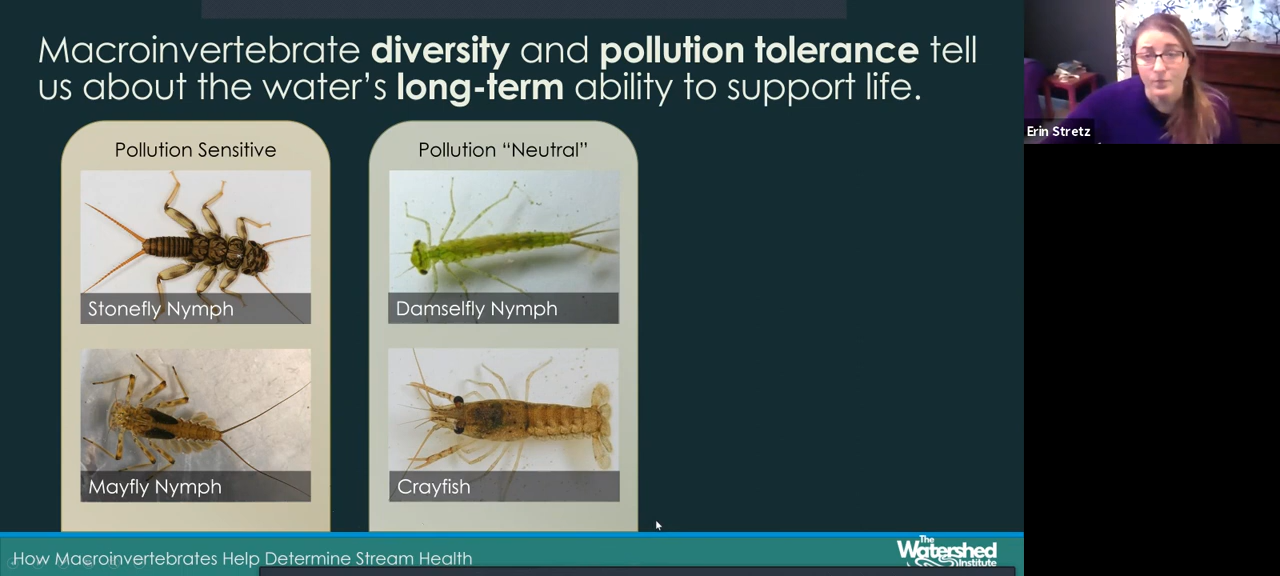 Macroinvertebrate diversity and pollution tolerance tell
us about the water’s long-term ability to support life.
Pollution Sensitive
Stonefly Nymph
Mayfly Nymph
Pollution “Neutral”
Damselfly Nymph
Crayfish
How Macroinvertebrates Help Determine Stream Health
The
Watershed
Institute
Erin Stretz